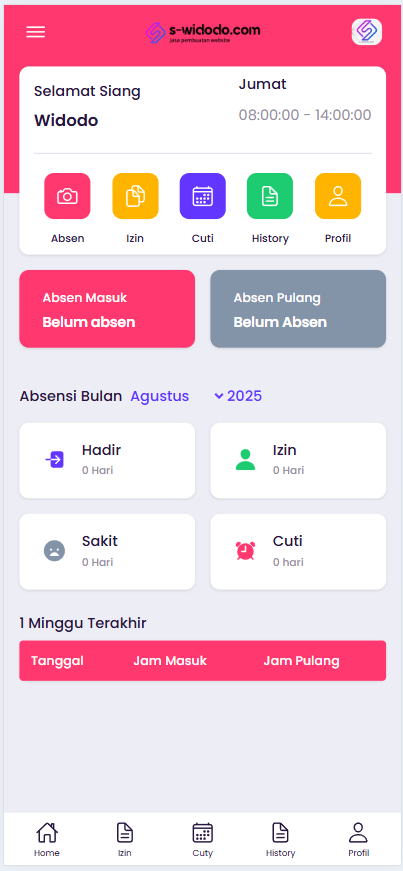 s-widodo.com
jasa pembuatan website
Selamat Siang
Widodo
Jumat
08:00:00 - 14:00:00
Absen Izin Cuti History Profil
Absen Masuk
Belum absen
Absen Pulang
Belum Absen
Absensi Bulan Agustus 2025
Hadir
0 Hari
Izin
0 Hari
Sakit
0 Hari
Cuti
0 hari
1 Minggu Terakhir
Tanggal Jam Masuk Jam Pulang
Home Izin Cuty History Profil